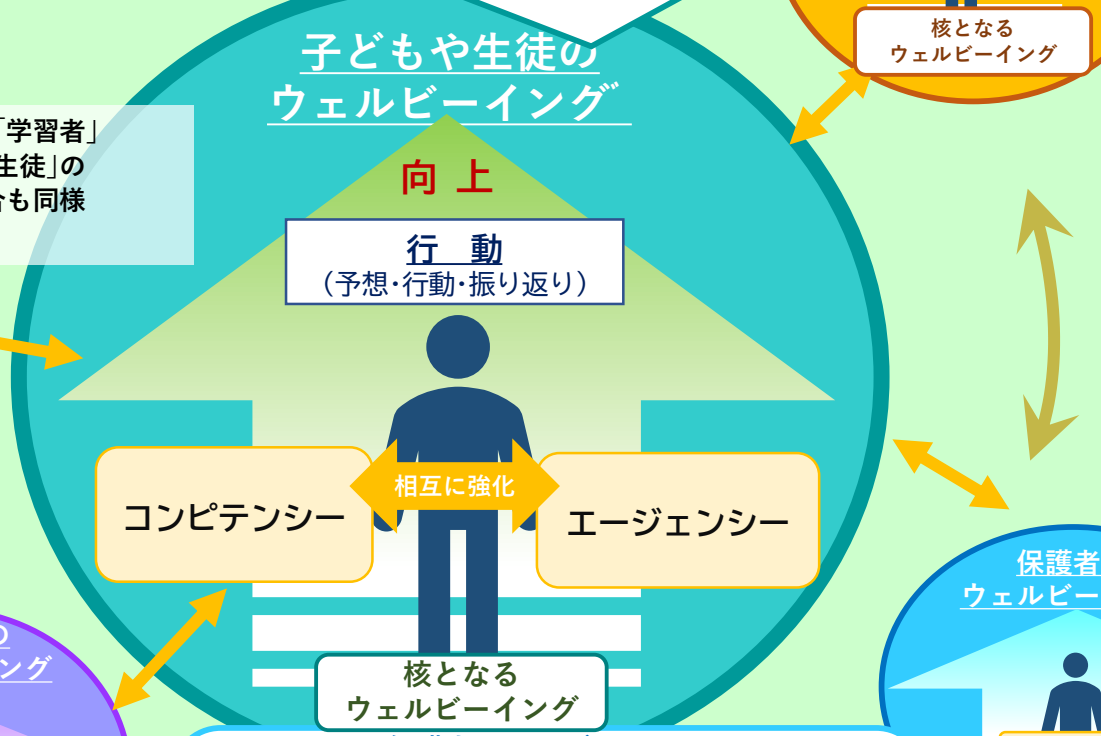 核となる
ウェルビーイング
子どもや生徒の
ウェルビーイング
「学習者」
生徒」の
も同様
向 上
行 動
（予想・行動・振り返り）
相互に強化
コンピテンシー
エージェンシー
保護者
ウェルビー
の
ング
核となる
ウェルビーイング